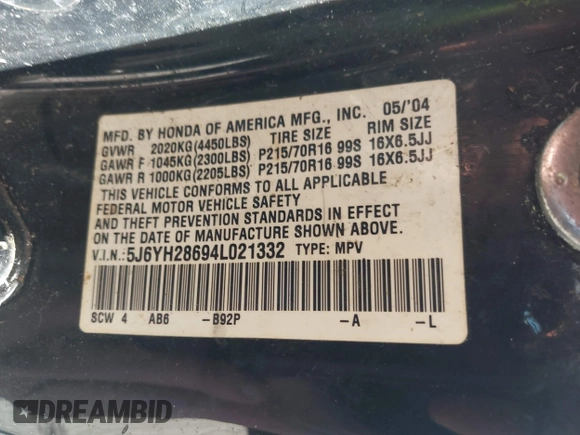 MFD. BY HONDA OF AMERICA MFG., INC. 05/'04
GVWR 2020KG(4450LBS) TIRE SIZE RIM SIZE
GAWR F 1045KG(2300LBS) P215/70R16 99S 16X6.5JJ
GAWR R 1000KG(2205LBS) P215/70R16 99S 16X6.5JJ
THIS VEHICLE CONFORMS TO ALL APPLICABLE
FEDERAL MOTOR VEHICLE SAFETY
AND THEFT PREVENTION STANDARDS IN EFFECT
ON THE DATE OF MANUFACTURE SHOWN ABOVE.
V.I.N.:5J6YH28694L021332 TYPE: MPV
SCW 4 AB6 -B92P -A -L
DREAMBID